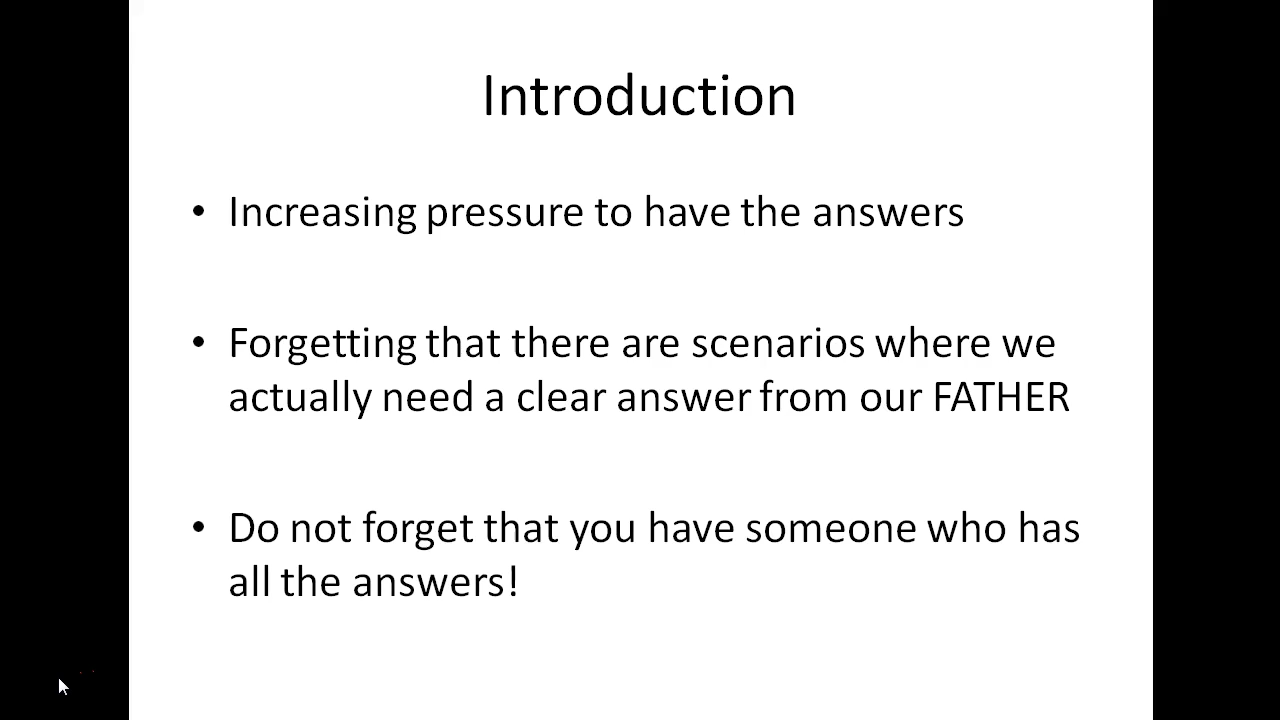 Introduction
• Increasing pressure to have the answers
• Forgetting that there are scenarios where we
actually need a clear answer from our FATHER
• Do not forget that you have someone who has
all the answers!